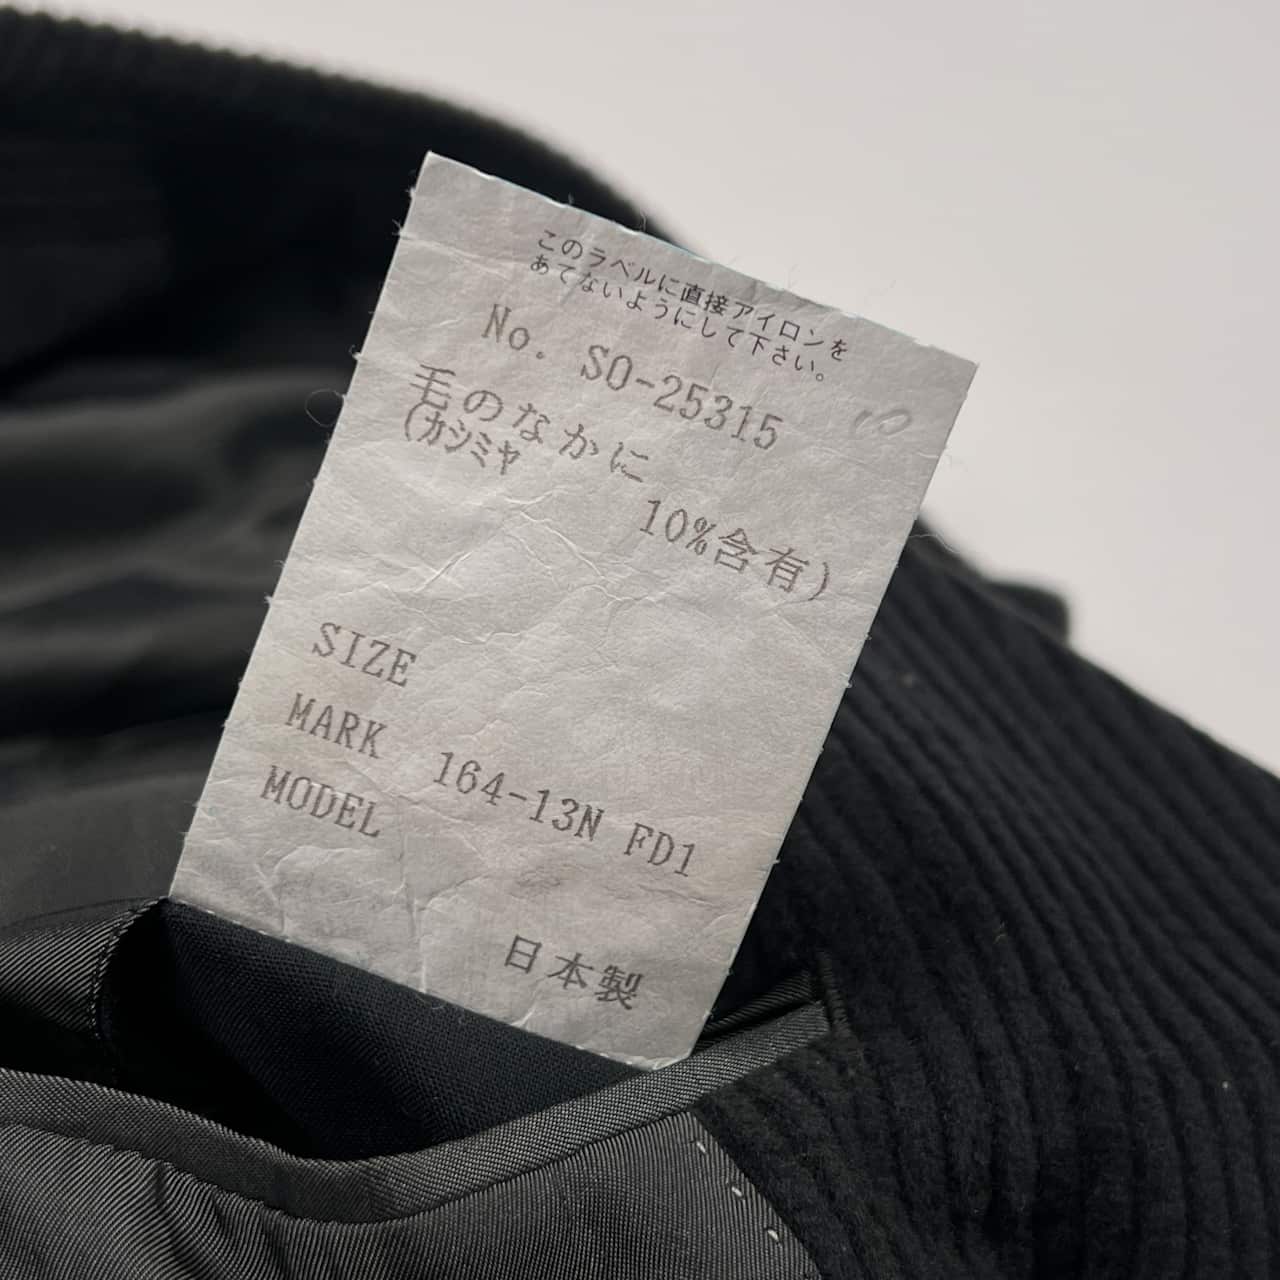 このラベルに直接アイロンを
あてないようにして下さい。
No. SO-25315
毛のなかに
(カシミヤ
10%含有)
SIZE
MARK 164-13N FD1
MODEL
日本製